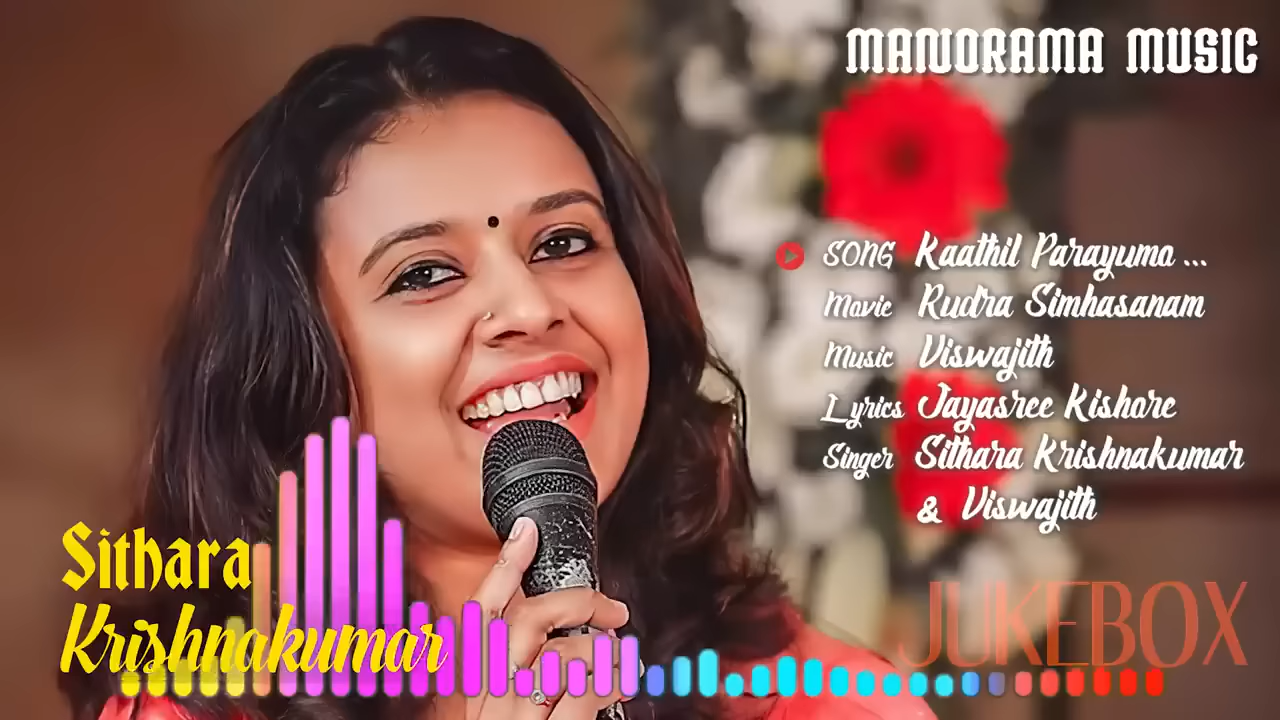 MANORAMA MUSIC
SONG Kaathil Parayumo ...
Movie Rudra Simhasanam
Music Viswajith
Lyrics Jayasree Kishore
Singer Sithara Krishnakumar
& Viswajith
Sithara
Krishnakumar
JUKEBOX